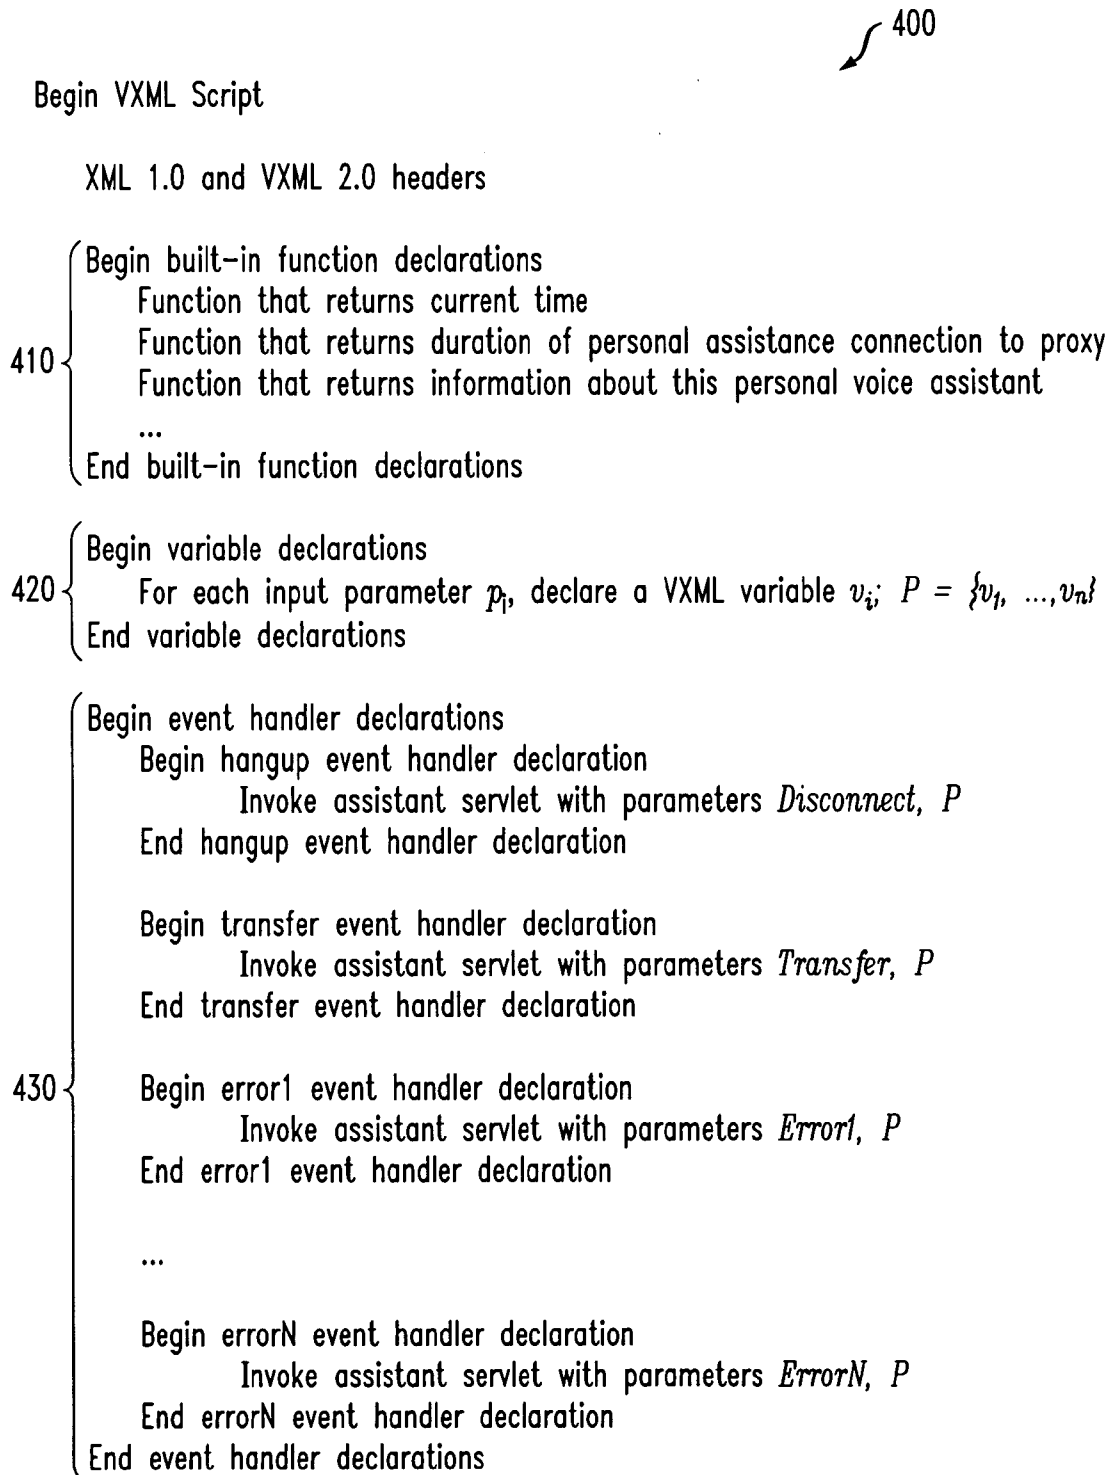 400
Begin VXML Script
XML 1.0 and VXML 2.0 headers
Begin built-in function declarations
Function that returns current time
410
Function that returns duration of personal assistance connection to proxy
Function that returns information about this personal voice assistant
...
End built-in function declarations
Begin variable declarations
420
For each input parameter pi, declare a VXML variable vi; P = {v1, ...,vn}
End variable declarations
Begin event handler declarations
Begin hangup event handler declaration
Invoke assistant servlet with parameters Disconnect, P
End hangup event handler declaration
Begin transfer event handler declaration
Invoke assistant servlet with parameters Transfer, P
End transfer event handler declaration
430
Begin error1 event handler declaration
Invoke assistant servlet with parameters Error1, P
End error1 event handler declaration
...
Begin errorN event handler declaration
Invoke assistant servlet with parameters ErrorN, P
End errorN event handler declaration
End event handler declarations